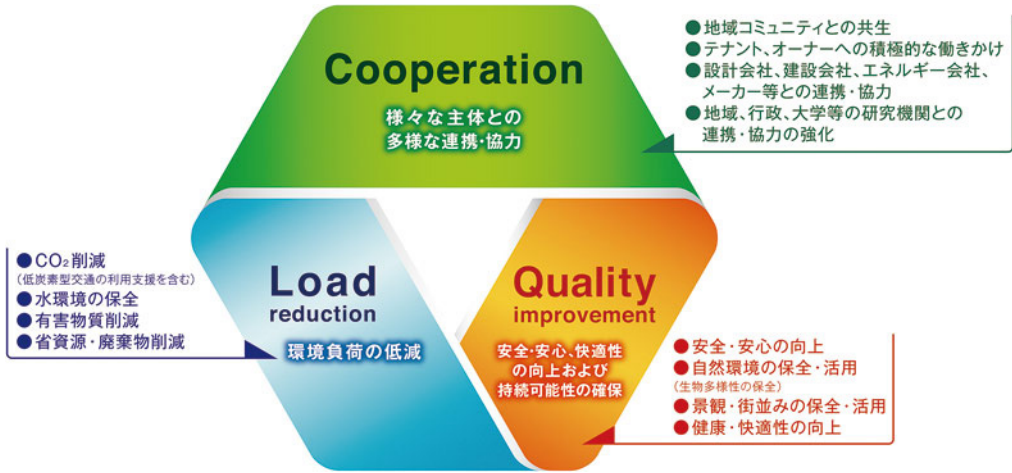 Cooperation
様々な主体との
多様な連携・協力
●地域コミュニティとの共生
●テナント、オーナーへの積極的な働きかけ
●設計会社、建設会社、エネルギー会社、
メーカー等との連携・協力
●地域、行政、大学等の研究機関との
連携・協力の強化
Load
reduction
環境負荷の低減
●CO₂削減
(低炭素型交通の利用支援を含む)
●水環境の保全
●有害物質削減
●省資源・廃棄物削減
Quality
improvement
安全・安心、快適性
の向上および
持続可能性の確保
●安全・安心の向上
●自然環境の保全・活用
(生物多様性の保全)
●景観・街並みの保全・活用
●健康・快適性の向上